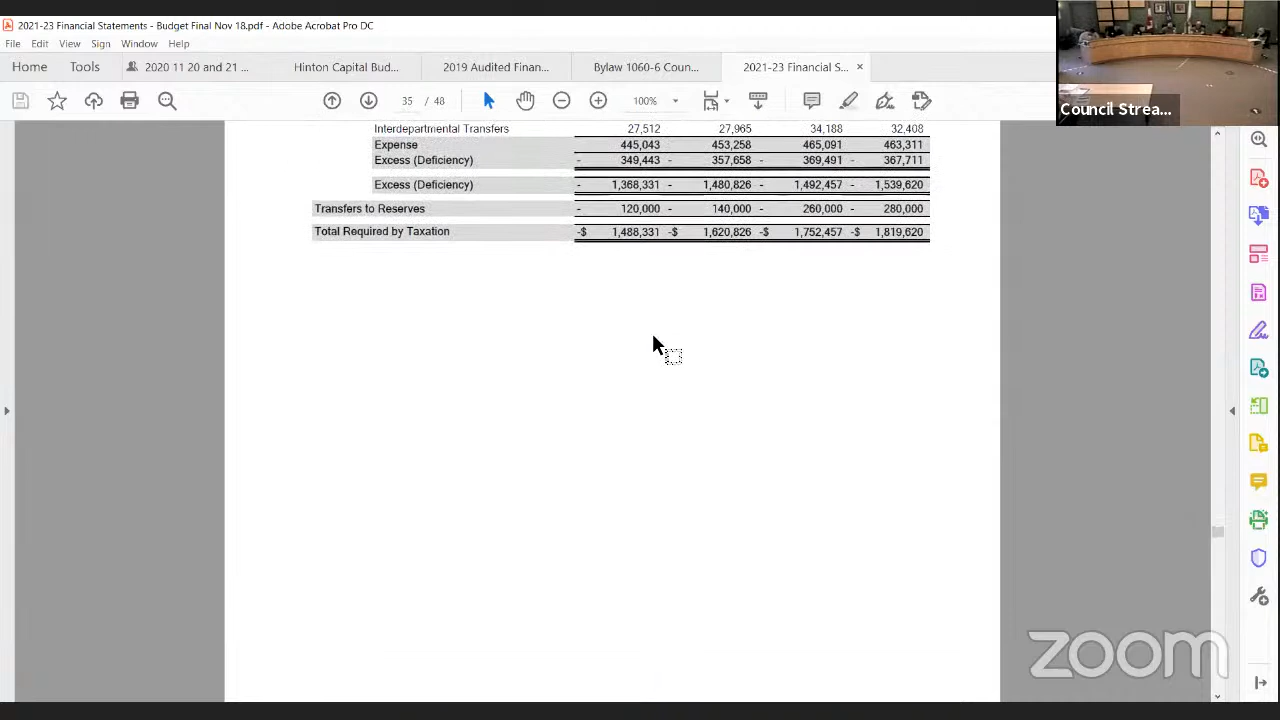 2021-23 Financial Statements - Budget Final Nov 18.pdf - Adobe Acrobat Pro DC
File Edit View Sign Window Help
Home Tools 2020 11 20 and 21 ... Hinton Capital Bud... 2019 Audited Finan... Bylaw 1060-6 Coun... 2021-23 Financial S... ×
35 / 48 100%
Council Strea...
Interdepartmental Transfers 27,512 27,965 34,188 32,408
Expense 445,043 453,258 465,091 463,311
Excess (Deficiency) - 349,443 - 357,658 - 369,491 - 367,711
Excess (Deficiency) - 1,368,331 - 1,480,826 - 1,492,457 - 1,539,620
Transfers to Reserves - 120,000 - 140,000 - 260,000 - 280,000
Total Required by Taxation -$ 1,488,331 -$ 1,620,826 -$ 1,752,457 -$ 1,819,620
zoom